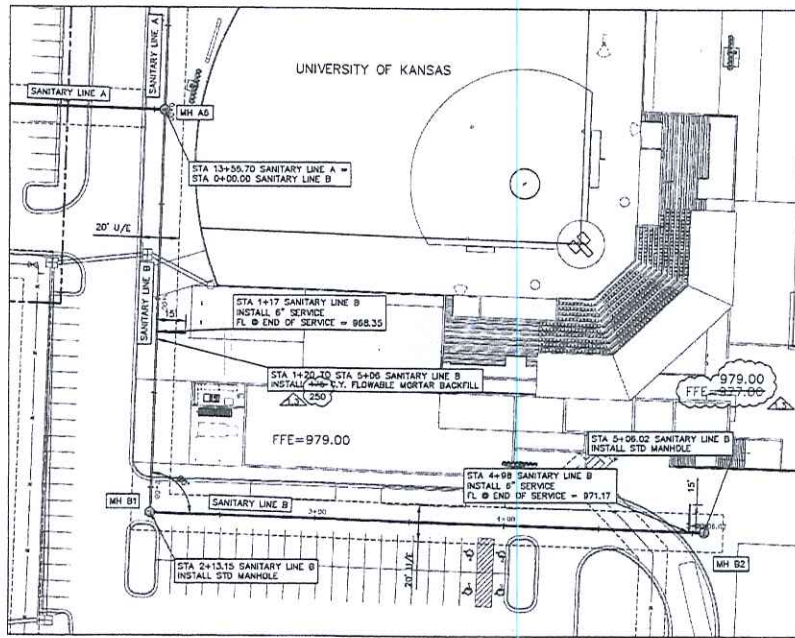 SANITARY LINE A
UNIVERSITY OF KANSAS
SANITARY LINE A
MH A6
STA 13+55.70 SANITARY LINE A =
STA 0+00.00 SANITARY LINE B
20' U/E
SANITARY LINE B
15'
STA 1+17 SANITARY LINE B
INSTALL 6" SERVICE
FL @ END OF SERVICE = 968.35
STA 1+20.70 TO STA 5+06 SANITARY LINE B
INSTALL C.Y. FLOWABLE MORTAR BACKFILL
250
979.00
FFE=977.00
FFE=979.00
STA 5+06.02 SANITARY LINE B
INSTALL STD MANHOLE
STA 4+98 SANITARY LINE B
INSTALL 6" SERVICE
FL @ END OF SERVICE = 971.17
15'
MH B1
SANITARY LINE B
3+00
4+00
MH B2
STA 2+13.15 SANITARY LINE B
INSTALL STD MANHOLE
20' U/E